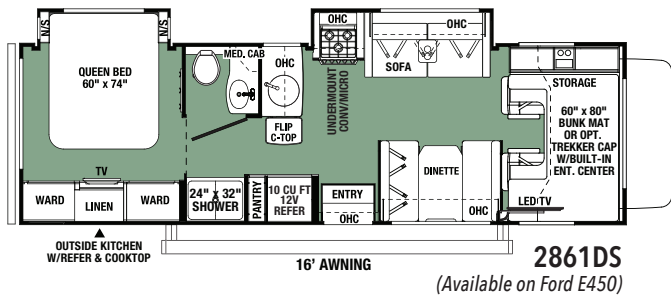 N/S
N/S
QUEEN BED
60" x 74"
TV
WARD
LINEN
WARD
OUTSIDE KITCHEN
W/REFER & COOKTOP
MED. CAB
OHC
FLIP
C-TOP
24" x 32"
SHOWER
PANTRY
10 CU FT
12V
REFER
OHC
UNDERMOUNT
CONV/MICRO
OHC
SOFA
ENTRY
OHC
DINETTE
OHC
STORAGE
60" x 80"
BUNK MAT
OR OPT.
TREKKER CAP
W/BUILT-IN
ENT. CENTER
LED TV
16' AWNING
2861DS
(Available on Ford E450)